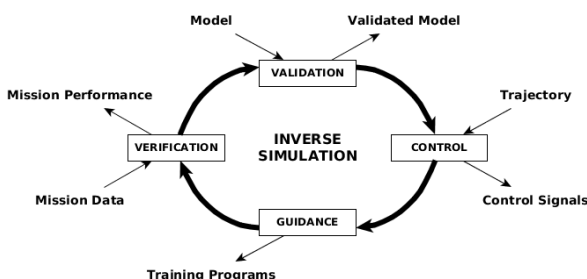 Model
Validated Model
VALIDATION
Mission Performance
Trajectory
VERIFICATION
INVERSE
SIMULATION
CONTROL
Mission Data
Control Signals
GUIDANCE
Training Programs